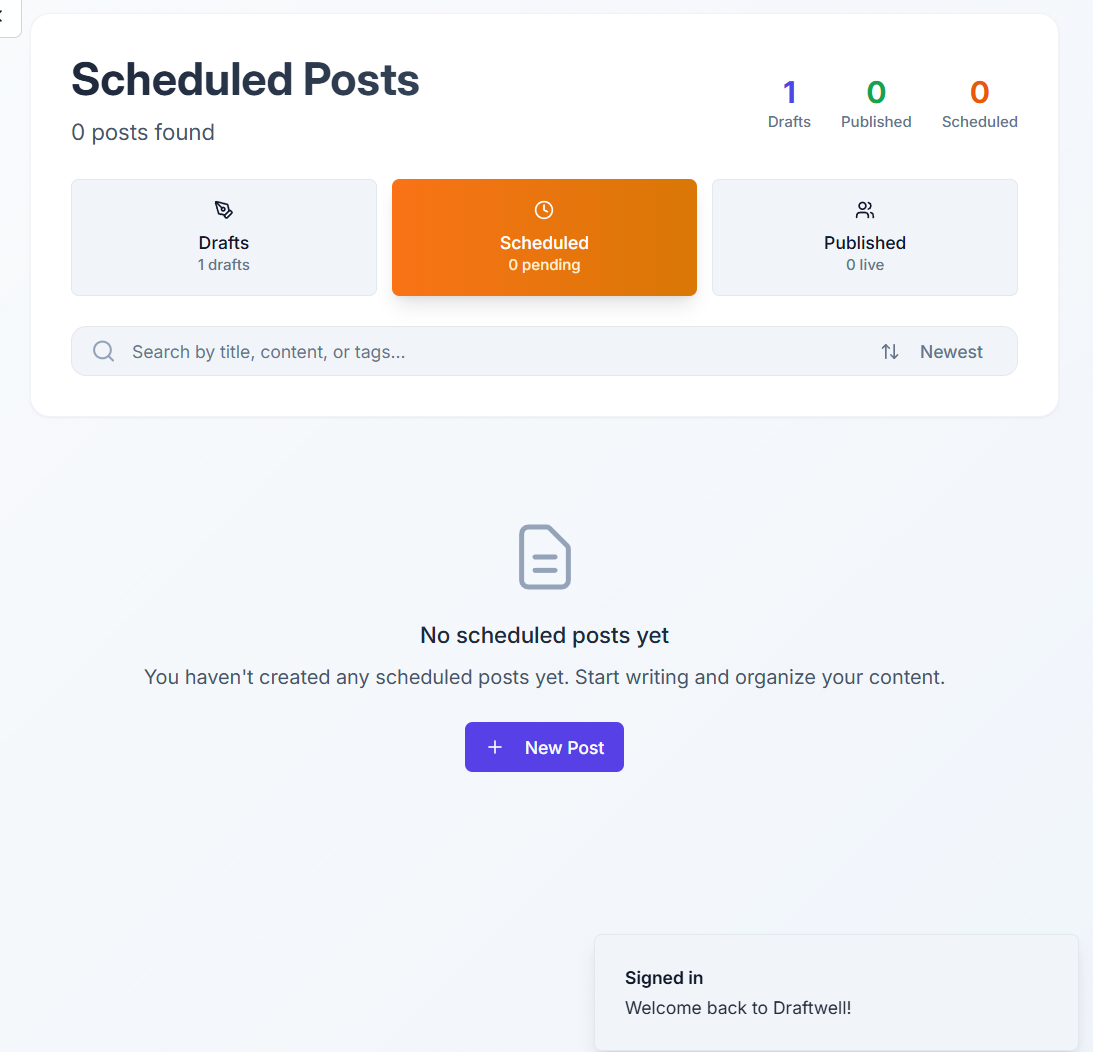 Scheduled Posts
0 posts found
1
Drafts
0
Published
0
Scheduled
Drafts
1 drafts
Scheduled
0 pending
Published
0 live
Search by title, content, or tags...
Newest
No scheduled posts yet
You haven't created any scheduled posts yet. Start writing and organize your content.
New Post
Signed in
Welcome back to Draftwell!